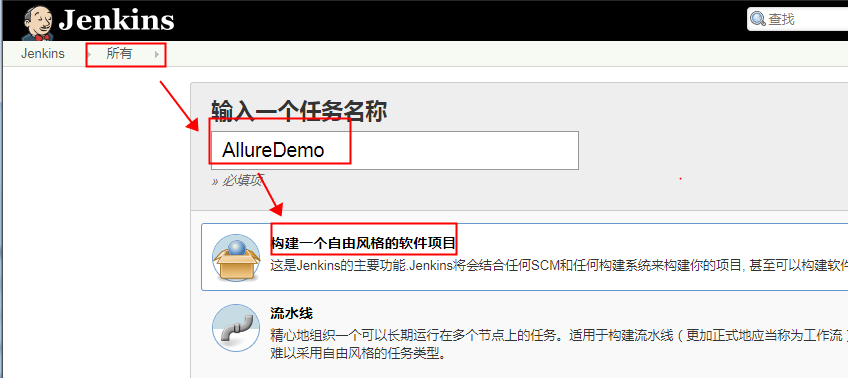 Jenkins
查找
Jenkins 所有
输入一个任务名称
AllureDemo
» 必填项
构建一个自由风格的软件项目
这是Jenkins的主要功能.Jenkins将会结合任何SCM和任何构建系统来构建你的项目, 甚至可以构建软件
流水线
精心地组织一个可以长期运行在多个节点上的任务。适用于构建流水线（更加正式地应当称为工作流）
难以采用自由风格的任务类型。